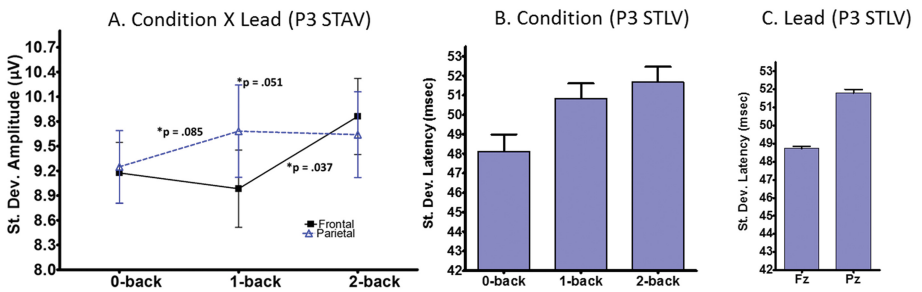 A. Condition X Lead (P3 STAV)
St. Dev. Amplitude (µV)
10.7
10.4
10.1
9.8
9.5
9.2
8.9
8.6
8.3
8.0
*p = .051
*p = .085
*p = .037
Frontal
Parietal
0-back 1-back 2-back
B. Condition (P3 STLV)
St. Dev. Latency (msec)
53
52
51
50
49
48
47
46
45
44
43
42
0-back 1-back 2-back
C. Lead (P3 STLV)
St. Dev. Latency (msec)
53
52
51
50
49
48
47
46
45
44
43
42
Fz Pz